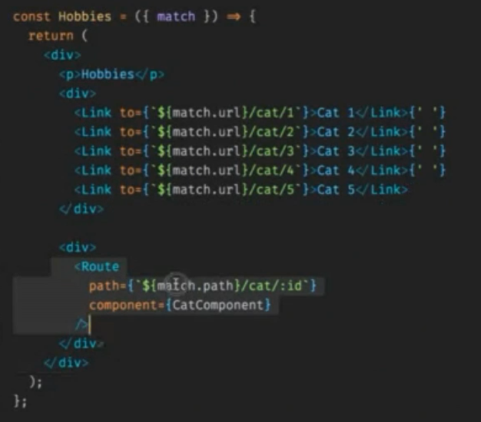 const Hobbies = ({ match }) => {
return (
<div>
<p>Hobbies</p>
<div>
<Link to={`${match.url}/cat/1`}>Cat 1</Link>{' '}
<Link to={`${match.url}/cat/2`}>Cat 2</Link>{' '}
<Link to={`${match.url}/cat/3`}>Cat 3</Link>{' '}
<Link to={`${match.url}/cat/4`}>Cat 4</Link>{' '}
<Link to={`${match.url}/cat/5`}>Cat 5</Link>
</div>
<div>
<Route
path={`${match.path}/cat/:id`}
component={CatComponent}
/>
</div>
</div>
);
};